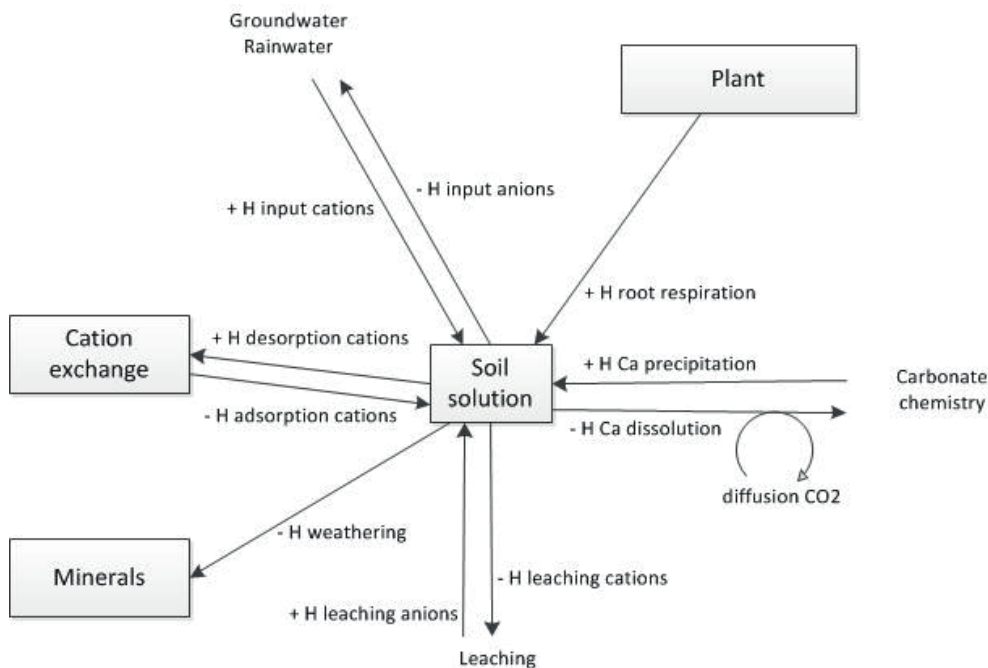 Groundwater
Rainwater
Plant
- H input anions
+ H input cations
+ H root respiration
Cation
exchange
+ H desorption cations
- H adsorption cations
Soil
solution
+ H Ca precipitation
- H Ca dissolution
Carbonate
chemistry
diffusion CO2
- H weathering
Minerals
- H leaching cations
+ H leaching anions
Leaching